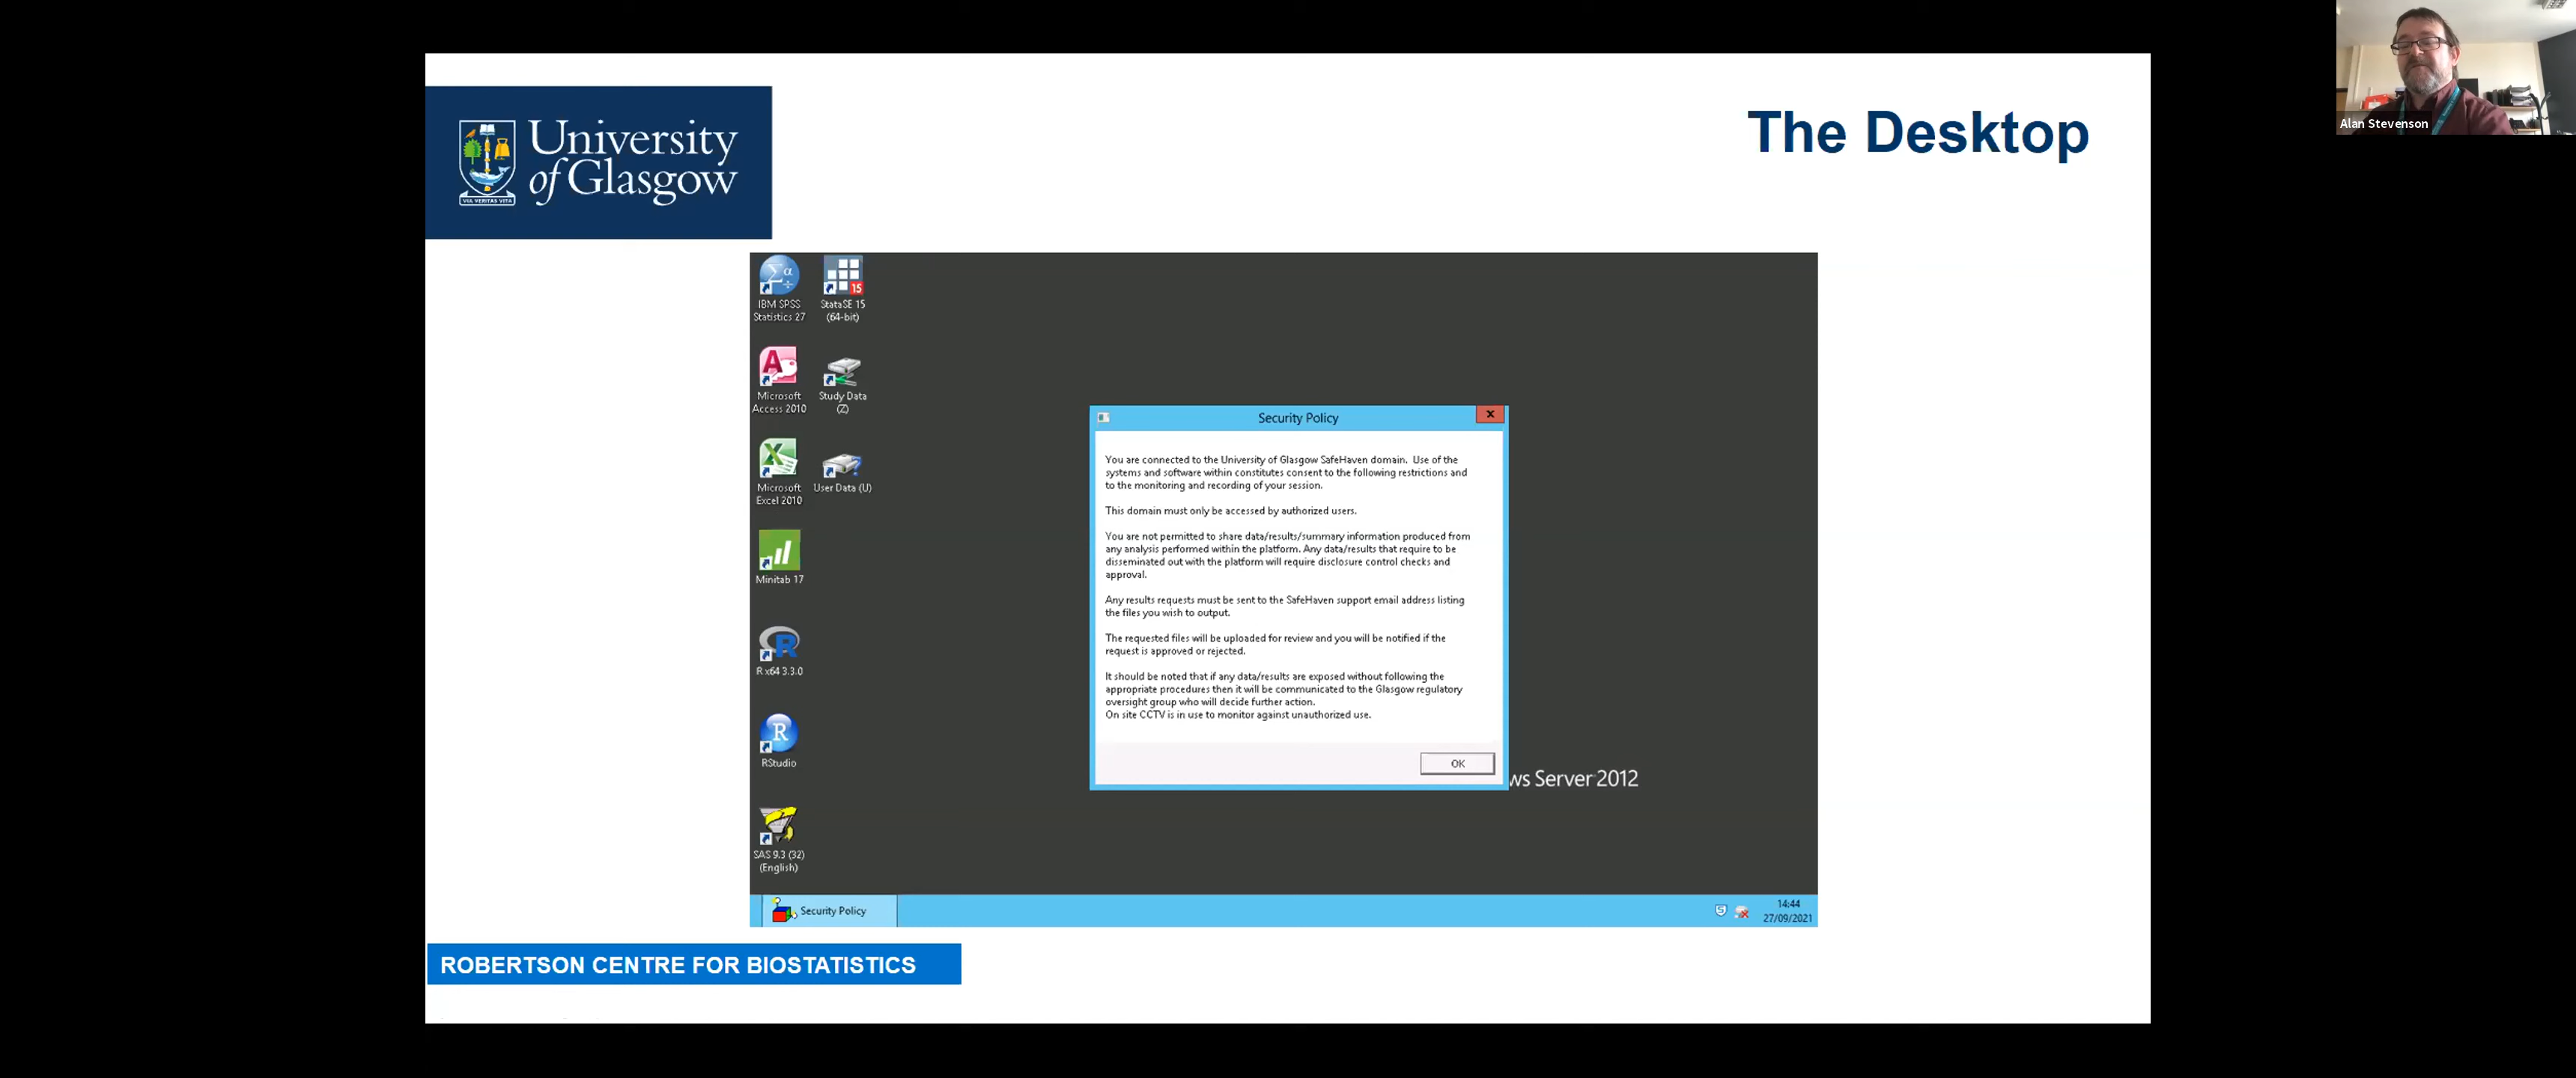 University
of Glasgow
VIA VERITAS VITA
The Desktop
Alan Stevenson
IBM SPSS
Statistics 27
15
StataSE 15
(64-bit)
Microsoft
Access 2010
Study Data
(Z)
Microsoft
Excel 2010
User Data (U)
Minitab 17
R x64 3.3.0
RStudio
SAS 9.3 (32)
(English)
Security Policy
You are connected to the University of Glasgow SafeHaven domain. Use of the
systems and software within constitutes consent to the following restrictions and
to the monitoring and recording of your session.
This domain must only be accessed by authorized users.
You are not permitted to share data/results/summary information produced from
any analysis performed within the platform. Any data/results that require to be
disseminated out with the platform will require disclosure control checks and
approval.
Any results requests must be sent to the SafeHaven support email address listing
the files you wish to output.
The requested files will be uploaded for review and you will be notified if the
request is approved or rejected.
It should be noted that if any data/results are exposed without following the
appropriate procedures then it will be communicated to the Glasgow regulatory
oversight group who will decide further action.
On site CCTV is in use to monitor against unauthorized use.
OK
ws Server 2012
Security Policy
14:44
27/09/2021
ROBERTSON CENTRE FOR BIOSTATISTICS